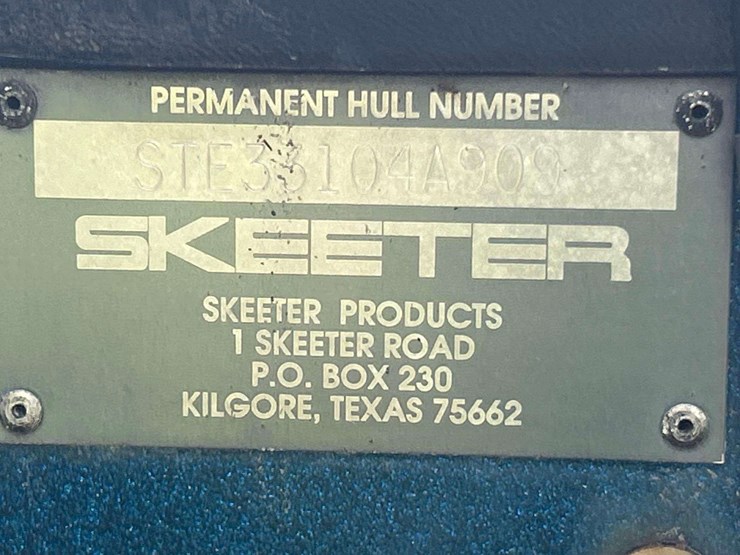 PERMANENT HULL NUMBER
STE33104A909
SKEETER
SKEETER PRODUCTS
1 SKEETER ROAD
P.O. BOX 230
KILGORE, TEXAS 75662